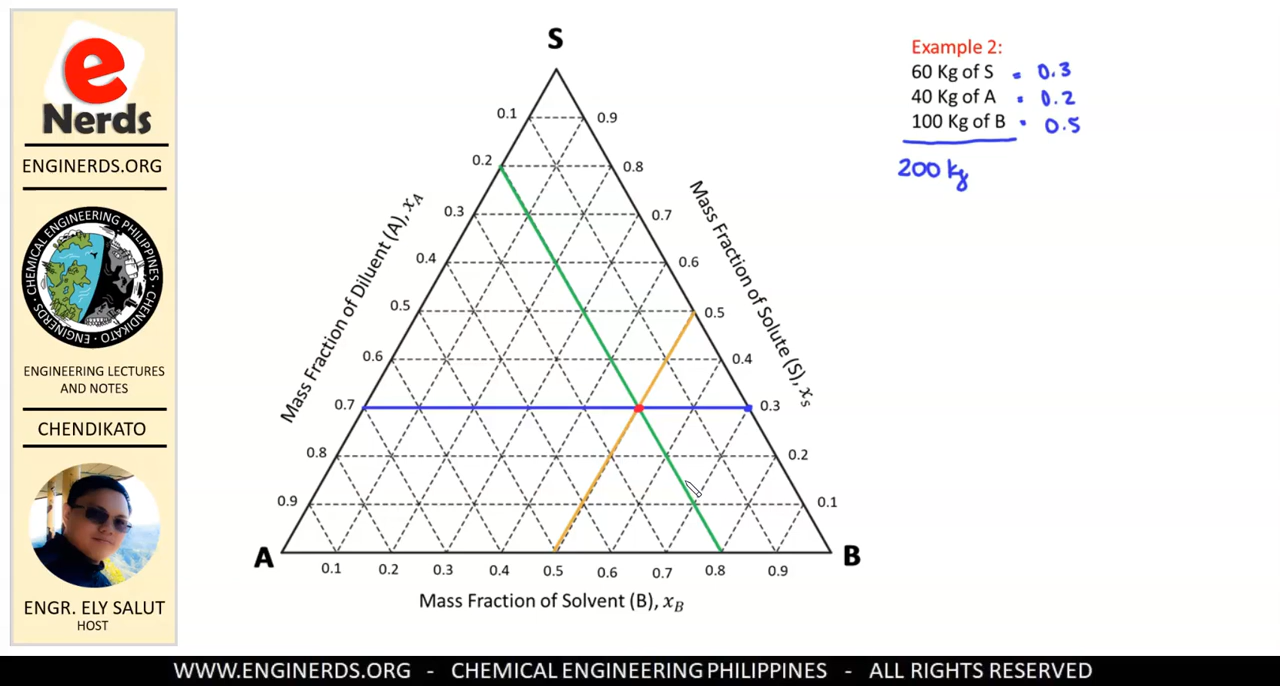 e
Nerds
ENGINERDS.ORG
CHEMICAL ENGINEERING PHILIPPINES
ENGINERDS · CHENDIKATO
ENGINEERING LECTURES
AND NOTES
CHENDIKATO
ENGR. ELY SALUT
HOST
S
0.1
0.9
0.2
0.8
0.3
0.7
0.4
0.6
0.5
0.5
0.6
0.4
0.7
0.3
0.8
0.2
0.9
0.1
Mass Fraction of Diluent (A), xA
Mass Fraction of Solute (S), xs
A
B
0.1 0.2 0.3 0.4 0.5 0.6 0.7 0.8 0.9
Mass Fraction of Solvent (B), xB
Example 2:
60 Kg of S = 0.3
40 Kg of A = 0.2
100 Kg of B = 0.5
200 kg
WWW.ENGINERDS.ORG - CHEMICAL ENGINEERING PHILIPPINES - ALL RIGHTS RESERVED